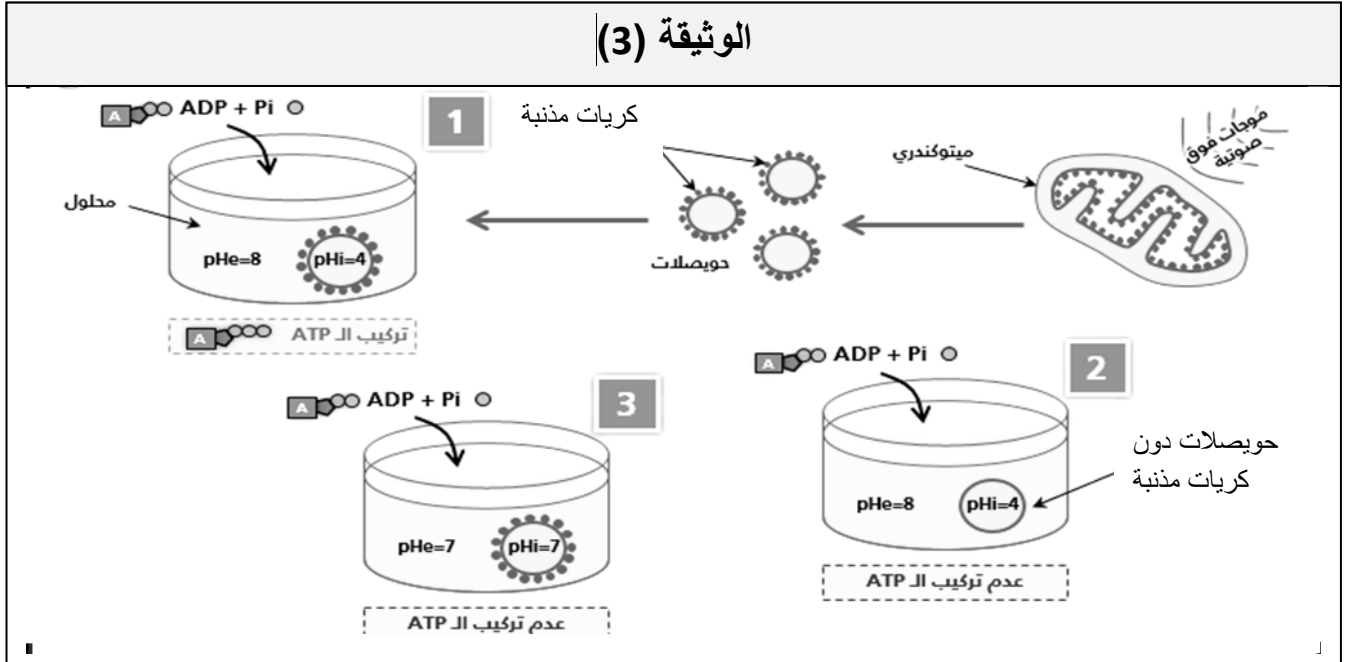 الوثيقة (3)
موجات فوق
صوتية
ميتوكندري
حويصلات
كريات مذنبة
1
A ADP + Pi
محلول
pHe=8
pHi=4
تركيب الـ ATP
A
2
A ADP + Pi
حويصلات دون
كريات مذنبة
pHe=8
pHi=4
عدم تركيب الـ ATP
3
A ADP + Pi
pHe=7
pHi=7
عدم تركيب الـ ATP